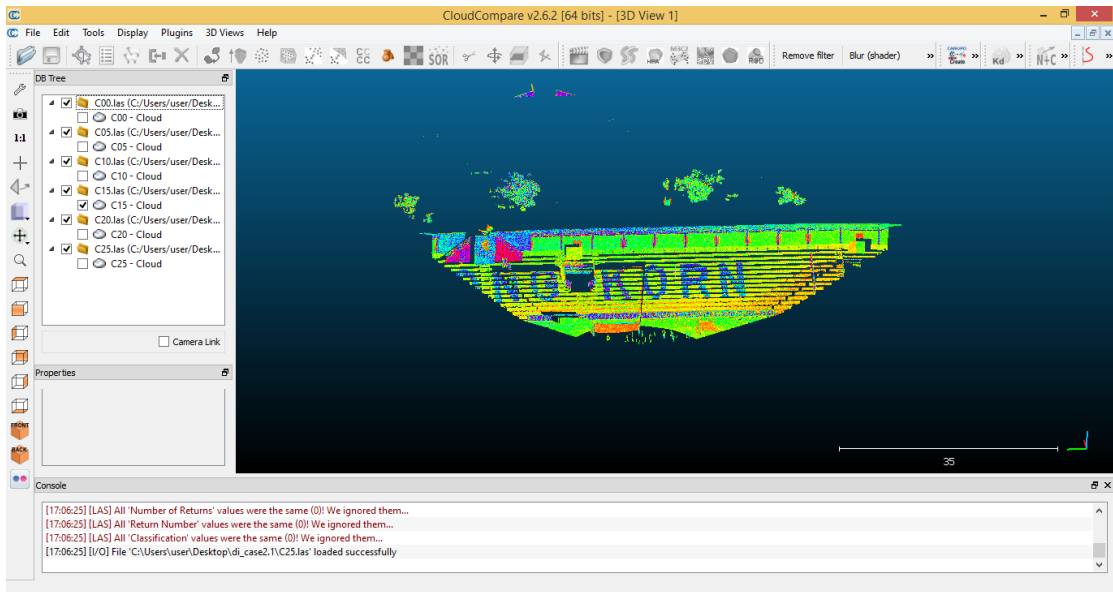 CloudCompare v2.6.2 [64 bits] - [3D View 1]
File Edit Tools Display Plugins 3D Views Help
SOR
Remove filter
Blur (shader)
Kd
N+C
DB Tree
C00.las (C:/Users/user/Desk...
C00 - Cloud
C05.las (C:/Users/user/Desk...
C05 - Cloud
1:1
C10.las (C:/Users/user/Desk...
C10 - Cloud
C15.las (C:/Users/user/Desk...
C15 - Cloud
C20.las (C:/Users/user/Desk...
C20 - Cloud
C25.las (C:/Users/user/Desk...
C25 - Cloud
KORN
Camera Link
Properties
FRONT
BACK
35
Console
[17:06:25] [LAS] All 'Number of Returns' values were the same (0)! We ignored them...
[17:06:25] [LAS] All 'Return Number' values were the same (0)! We ignored them...
[17:06:25] [LAS] All 'Classification' values were the same (0)! We ignored them...
[17:06:25] [I/O] File 'C:\Users\user\Desktop\di_case2.1\C25.las' loaded successfully